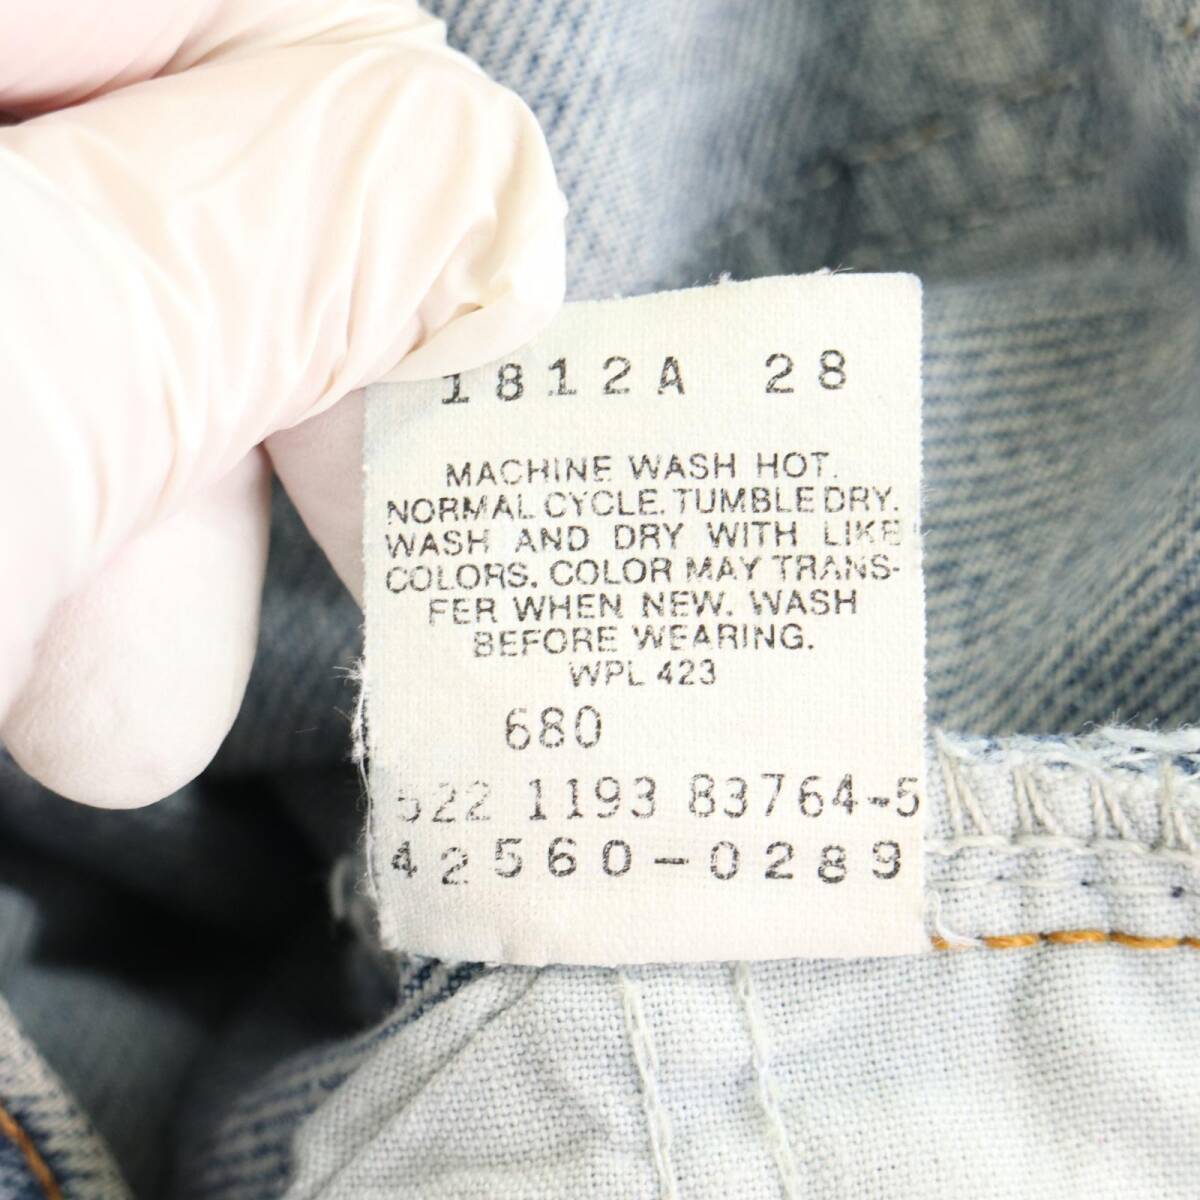 1812A 28
MACHINE WASH HOT.
NORMAL CYCLE. TUMBLE DRY.
WASH AND DRY WITH LIKE
COLORS. COLOR MAY TRANS-
FER WHEN NEW. WASH
BEFORE WEARING.
WPL 423
680
522 1193 83764-5
42560-0289